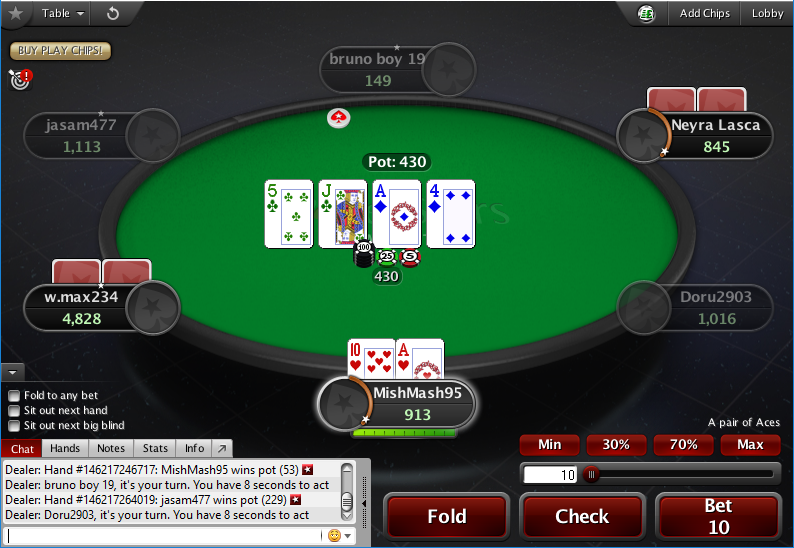 Table
Add Chips
Lobby
BUY PLAY CHIPS!
bruno boy 19
149
jasam477
1,113
Neyra Lasca
845
Pot: 430
5
J
A
4
100
25
5
430
w.max234
4,828
Doru2903
1,016
10
A
MishMash95
913
Fold to any bet
Sit out next hand
Sit out next big blind
A pair of Aces
Chat
Hands
Notes
Stats
Info
Min
30%
70%
Max
Dealer: Hand #146217246717: MishMash95 wins pot (53)
Dealer: bruno boy 19, it's your turn. You have 8 seconds to act
Dealer: Hand #146217264019: jasam477 wins pot (229)
Dealer: Doru2903, it's your turn. You have 8 seconds to act
10
Fold
Check
Bet
10